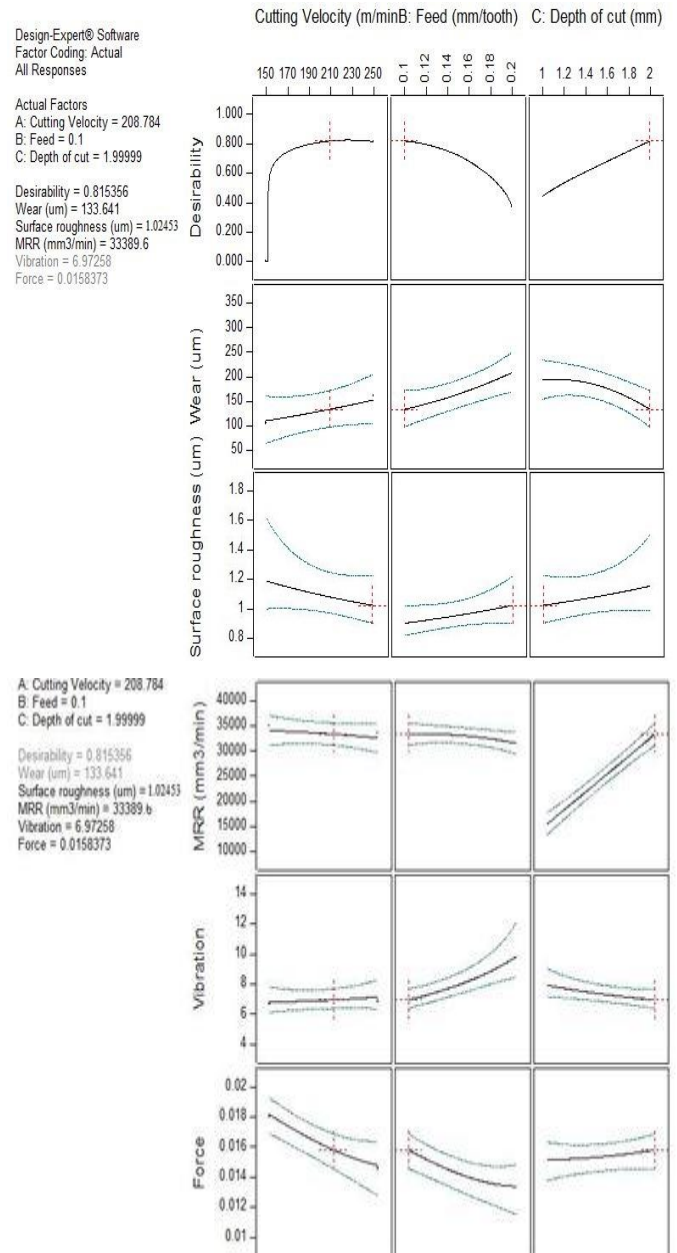 Design-Expert® Software
Factor Coding: Actual
All Responses
Actual Factors
A: Cutting Velocity = 208.784
B: Feed = 0.1
C: Depth of cut = 1.99999
Desirability = 0.815356
Wear (um) = 133.641
Surface roughness (um) = 1.02453
MRR (mm3/min) = 33389.6
Vibration = 6.97258
Force = 0.0158373
Cutting Velocity (m/minB: Feed (mm/tooth) C: Depth of cut (mm)
150 170 190 210 230 250 0.1 0.12 0.14 0.16 0.18 0.2 1 1.2 1.4 1.6 1.8 2
Desirability
1.000
0.800
0.600
0.400
0.200
0.000
Wear (um)
350
300
250
200
150
100
50
Surface roughness (um)
1.8
1.6
1.4
1.2
1
0.8
A: Cutting Velocity = 208.784
B: Feed = 0.1
C: Depth of cut = 1.99999
Desirability = 0.815356
Wear (um) = 133.641
Surface roughness (um) = 1.02453
MRR (mm3/min) = 33389.6
Vibration = 6.97258
Force = 0.0158373
MRR (mm3/min)
40000
35000
30000
25000
20000
15000
10000
Vibration
14
12
10
8
6
4
Force
0.02
0.018
0.016
0.014
0.012
0.01